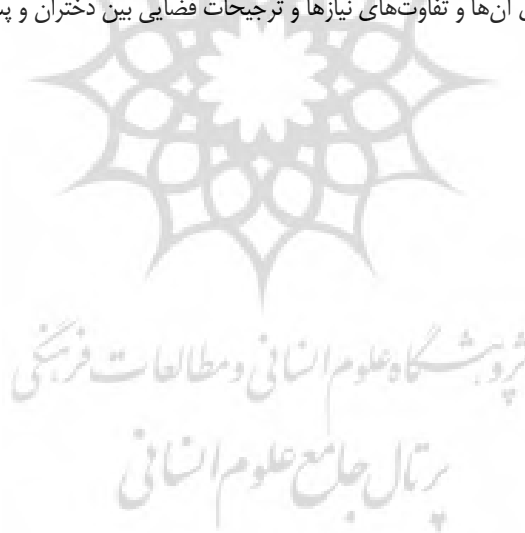 آن‌ها و تفاوت‌های نیازها و ترجیحات فضایی بین دختران و
پژوهشگاه علوم انسانی و مطالعات فرهنگی
پرتال جامع علوم انسانی